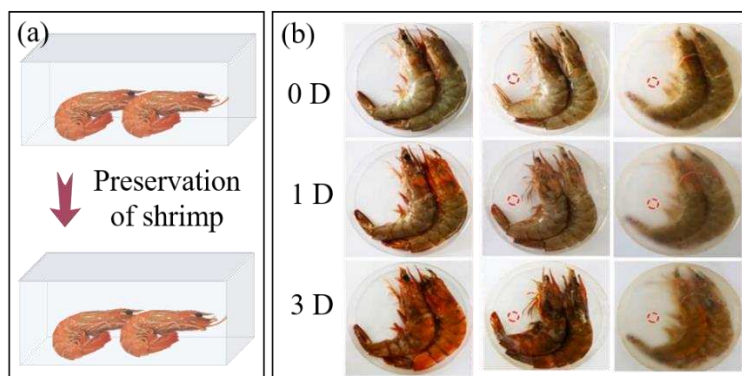 (a)
Preservation
of shrimp
(b)
0 D
1 D
3 D